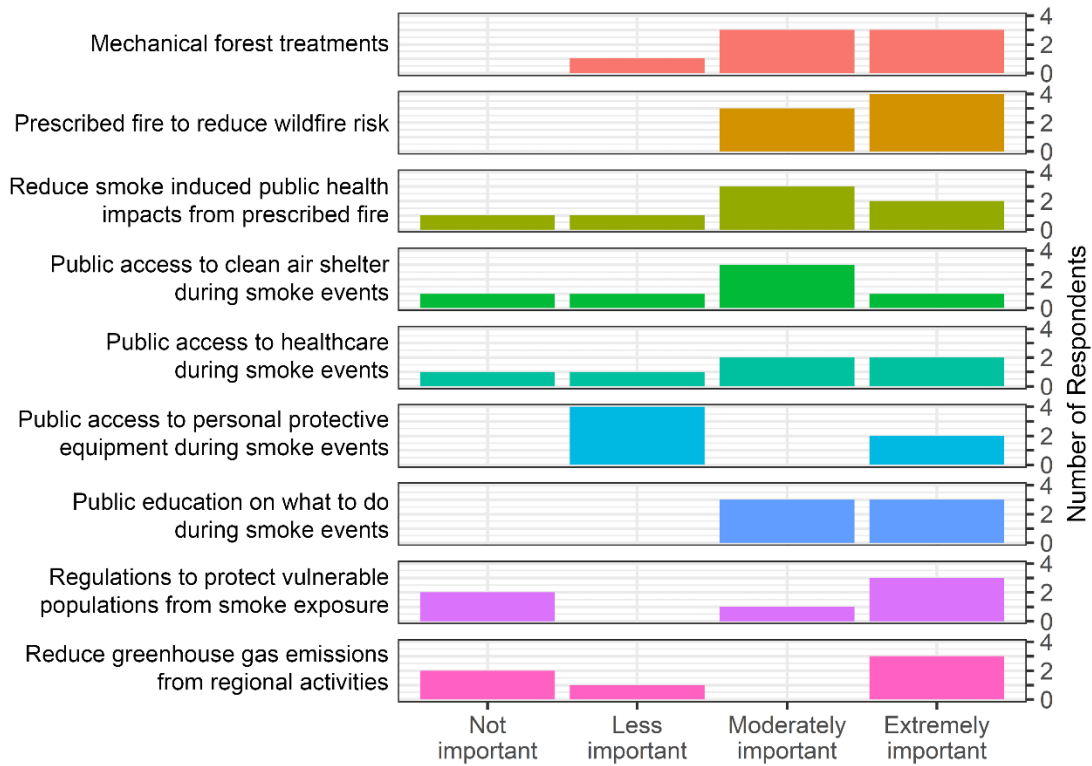 Mechanical forest treatments
4
2
0
Prescribed fire to reduce wildfire risk
4
2
0
Reduce smoke induced public health
impacts from prescribed fire
4
2
0
Public access to clean air shelter
during smoke events
4
2
0
Public access to healthcare
during smoke events
4
2
0
Public access to personal protective
equipment during smoke events
4
2
0
Public education on what to do
during smoke events
4
2
0
Regulations to protect vulnerable
populations from smoke exposure
4
2
0
Reduce greenhouse gas emissions
from regional activities
4
2
0
Number of Respondents
Not
important
Less
important
Moderately
important
Extremely
important